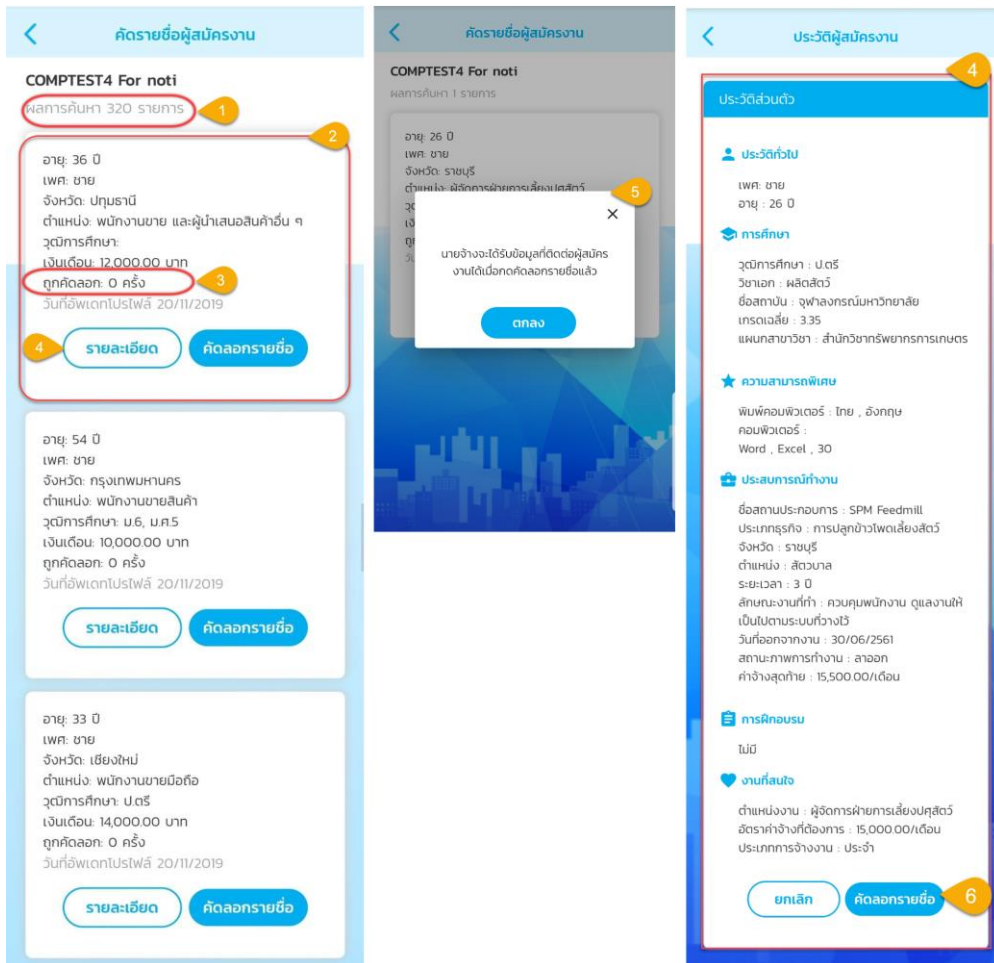 คัดรายชื่อผู้สมัครงาน
COMPTEST4 For noti
ผลการค้นหา 320 รายการ
1
2
อายุ: 36 ปี
เพศ: ชาย
จังหวัด: ปทุมธานี
ตำแหน่ง: พนักงานขาย และผู้นำเสนอสินค้าอื่น ๆ
วุฒิการศึกษา:
เงินเดือน: 12,000.00 บาท
ถูกคัดลอก: 0 ครั้ง
3
วันที่อัพเดทโปรไฟล์ 20/11/2019
4
รายละเอียด
คัดลอกรายชื่อ
อายุ: 54 ปี
เพศ: ชาย
จังหวัด: กรุงเทพมหานคร
ตำแหน่ง: พนักงานขายสินค้า
วุฒิการศึกษา: ม.6, ม.ศ.5
เงินเดือน: 10,000.00 บาท
ถูกคัดลอก: 0 ครั้ง
วันที่อัพเดทโปรไฟล์ 20/11/2019
รายละเอียด
คัดลอกรายชื่อ
อายุ: 33 ปี
เพศ: ชาย
จังหวัด: เชียงใหม่
ตำแหน่ง: พนักงานขายมือถือ
วุฒิการศึกษา: ป.ตรี
เงินเดือน: 14,000.00 บาท
ถูกคัดลอก: 0 ครั้ง
วันที่อัพเดทโปรไฟล์ 20/11/2019
รายละเอียด
คัดลอกรายชื่อ
คัดรายชื่อผู้สมัครงาน
COMPTEST4 For noti
ผลการค้นหา 1 รายการ
อายุ: 26 ปี
เพศ: ชาย
จังหวัด: ราชบุรี
ตำแหน่ง: ผู้จัดการฝ่ายการเลี้ยงปศุสัตว์
5
นายจ้างจะได้รับข้อมูลที่ติดต่อผู้สมัคร
งานได้เมื่อกดคัดลอกรายชื่อแล้ว
ตกลง
ประวัติผู้สมัครงาน
4
ประวัติส่วนตัว
ประวัติทั่วไป
เพศ: ชาย
อายุ : 26 ปี
การศึกษา
วุฒิการศึกษา : ป.ตรี
วิชาเอก : ผลิตสัตว์
ชื่อสถาบัน : จุฬาลงกรณ์มหาวิทยาลัย
เกรดเฉลี่ย : 3.35
แผนกสาขาวิชา : สำนักวิชาทรัพยากรการเกษตร
ความสามารถพิเศษ
พิมพ์คอมพิวเตอร์ : ไทย , อังกฤษ
คอมพิวเตอร์ :
Word , Excel , 30
ประสบการณ์ทำงาน
ชื่อสถานประกอบการ : SPM Feedmill
ประเภทธุรกิจ : การปลูกข้าวโพดเลี้ยงสัตว์
จังหวัด : ราชบุรี
ตำแหน่ง : สัตวบาล
ระยะเวลา : 3 ปี
ลักษณะงานที่ทำ : ควบคุมพนักงาน ดูแลงานให้
เป็นไปตามระบบที่วางไว้
วันที่ออกจากงาน : 30/06/2561
สถานะภาพการทำงาน : ลาออก
ค่าจ้างสุดท้าย : 15,500.00/เดือน
การฝึกอบรม
ไม่มี
งานที่สนใจ
ตำแหน่งงาน : ผู้จัดการฝ่ายการเลี้ยงปศุสัตว์
อัตราค่าจ้างที่ต้องการ : 15,000.00/เดือน
ประเภทการจ้างงาน : ประจำ
ยกเลิก
คัดลอกรายชื่อ
6